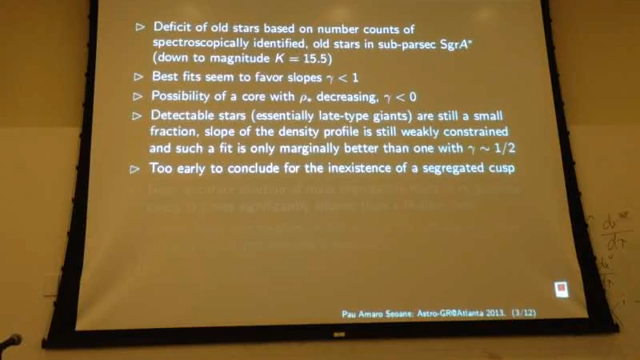 ▷ Deficit of old stars based on number counts of
spectroscopically identified, old stars in sub-parsec SgrA*
(down to magnitude K = 15.5)
▷ Best fits seem to favor slopes γ < 1
▷ Possibility of a core with ρ⋆ decreasing, γ < 0
▷ Detectable stars (essentially late-type giants) are still a small
fraction, slope of the density profile is still weakly constrained
and such a fit is only marginally better than one with γ ∼ 1/2
▷ Too early to conclude for the inexistence of a segregated cusp
Pau Amaro Seoane: Astro-GR@Atlanta 2013, (3/12)